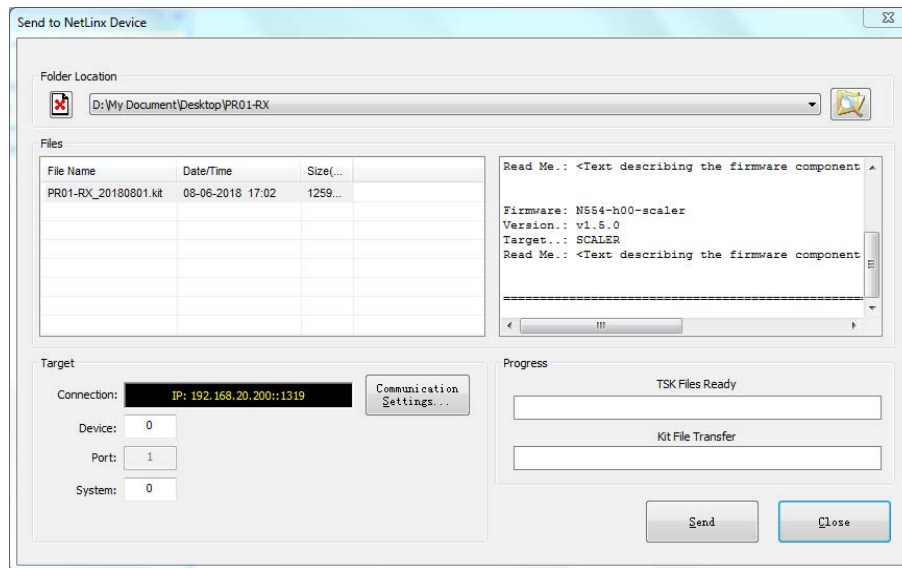 Send to NetLinx Device
Folder Location
D:\My Document\Desktop\PR01-RX
Files
File Name Date/Time Size(...
PR01-RX_20180801.kit 08-06-2018 17:02 1259...
Read Me.: <Text describing the firmware component
Firmware: N554-h00-scaler
Version.: v1.5.0
Target..: SCALER
Read Me.: <Text describing the firmware component
==================================================
Target
Connection: IP: 192.168.20.200::1319
Communication
Settings...
Device: 0
Port: 1
System: 0
Progress
TSK Files Ready
Kit File Transfer
Send
Close